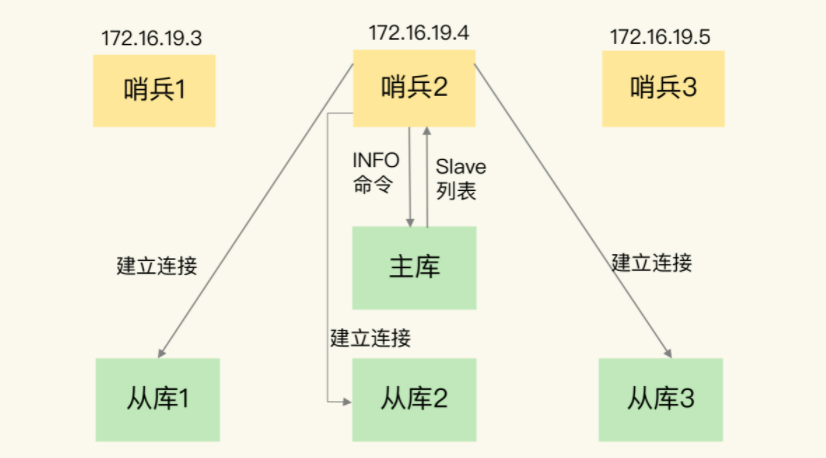 172.16.19.3
172.16.19.4
172.16.19.5
哨兵1
哨兵2
哨兵3
INFO
命令
Slave
列表
主库
建立连接
建立连接
建立连接
从库1
从库2
从库3